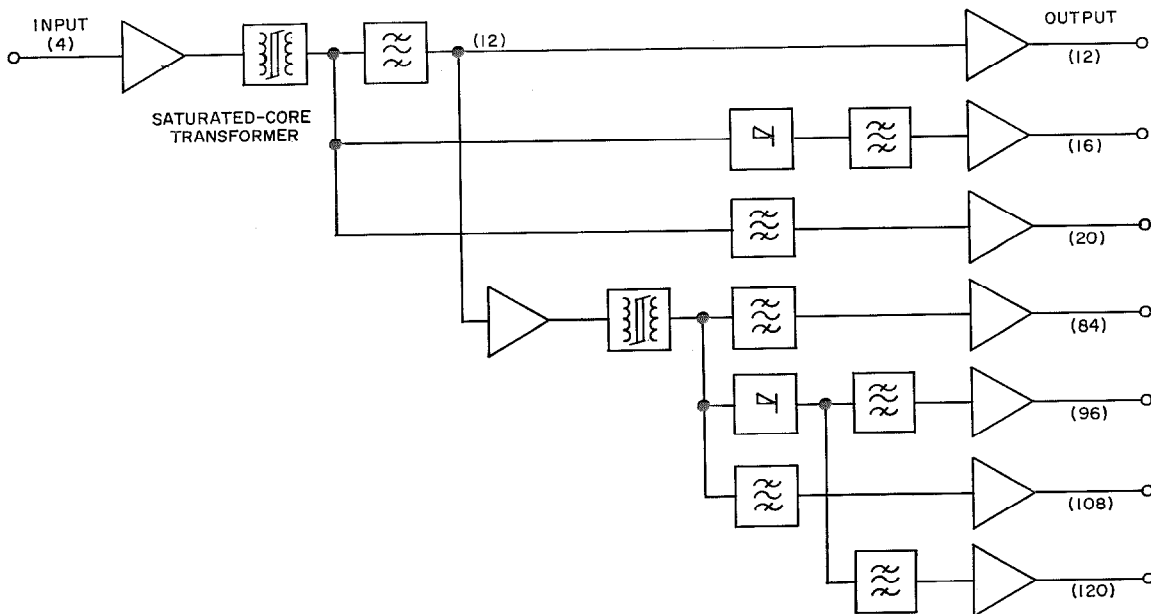 INPUT
(4)
SATURATED-CORE
TRANSFORMER
(12)
OUTPUT
(12)
(16)
(20)
(84)
(96)
(108)
(120)